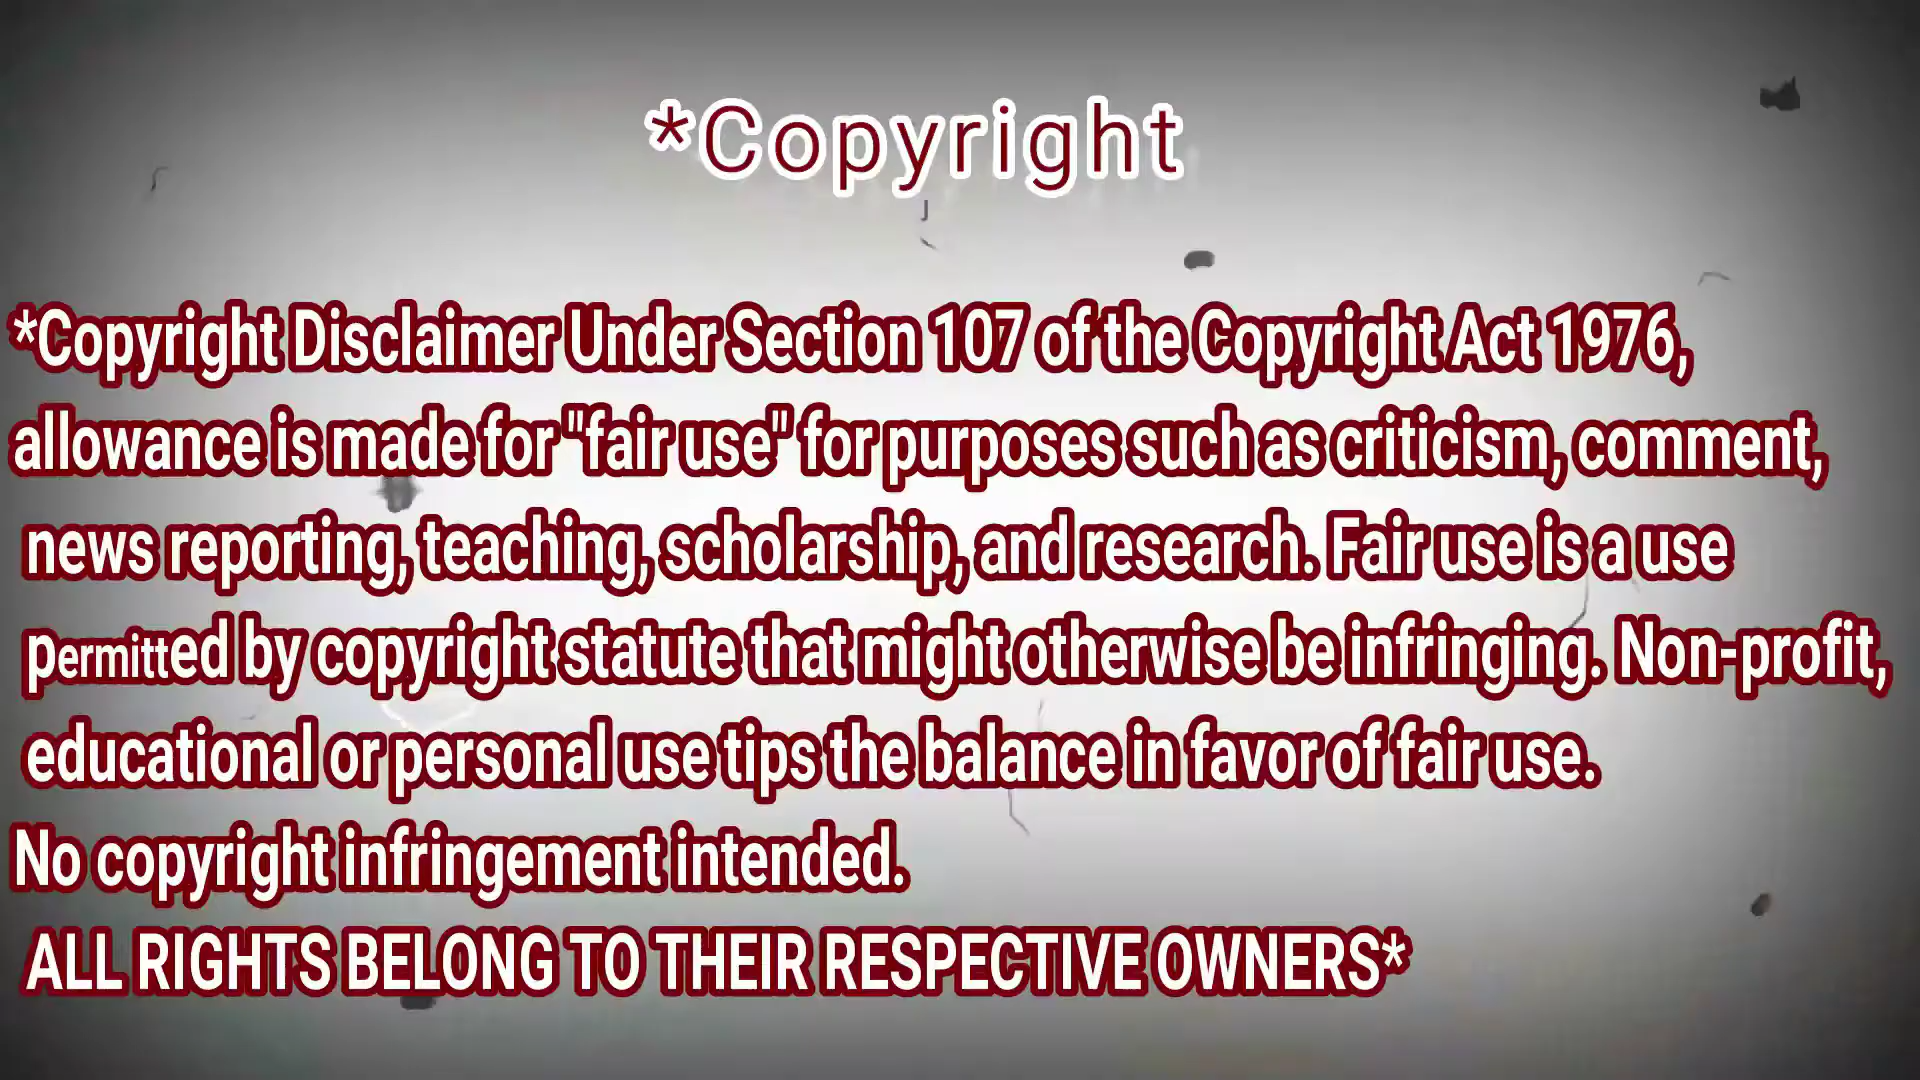 *Copyright
*Copyright Disclaimer Under Section 107 of the Copyright Act 1976,
allowance is made for "fair use" for purposes such as criticism, comment,
news reporting, teaching, scholarship, and research. Fair use is a use
permitted by copyright statute that might otherwise be infringing. Non-profit,
educational or personal use tips the balance in favor of fair use.
No copyright infringement intended.
ALL RIGHTS BELONG TO THEIR RESPECTIVE OWNERS*